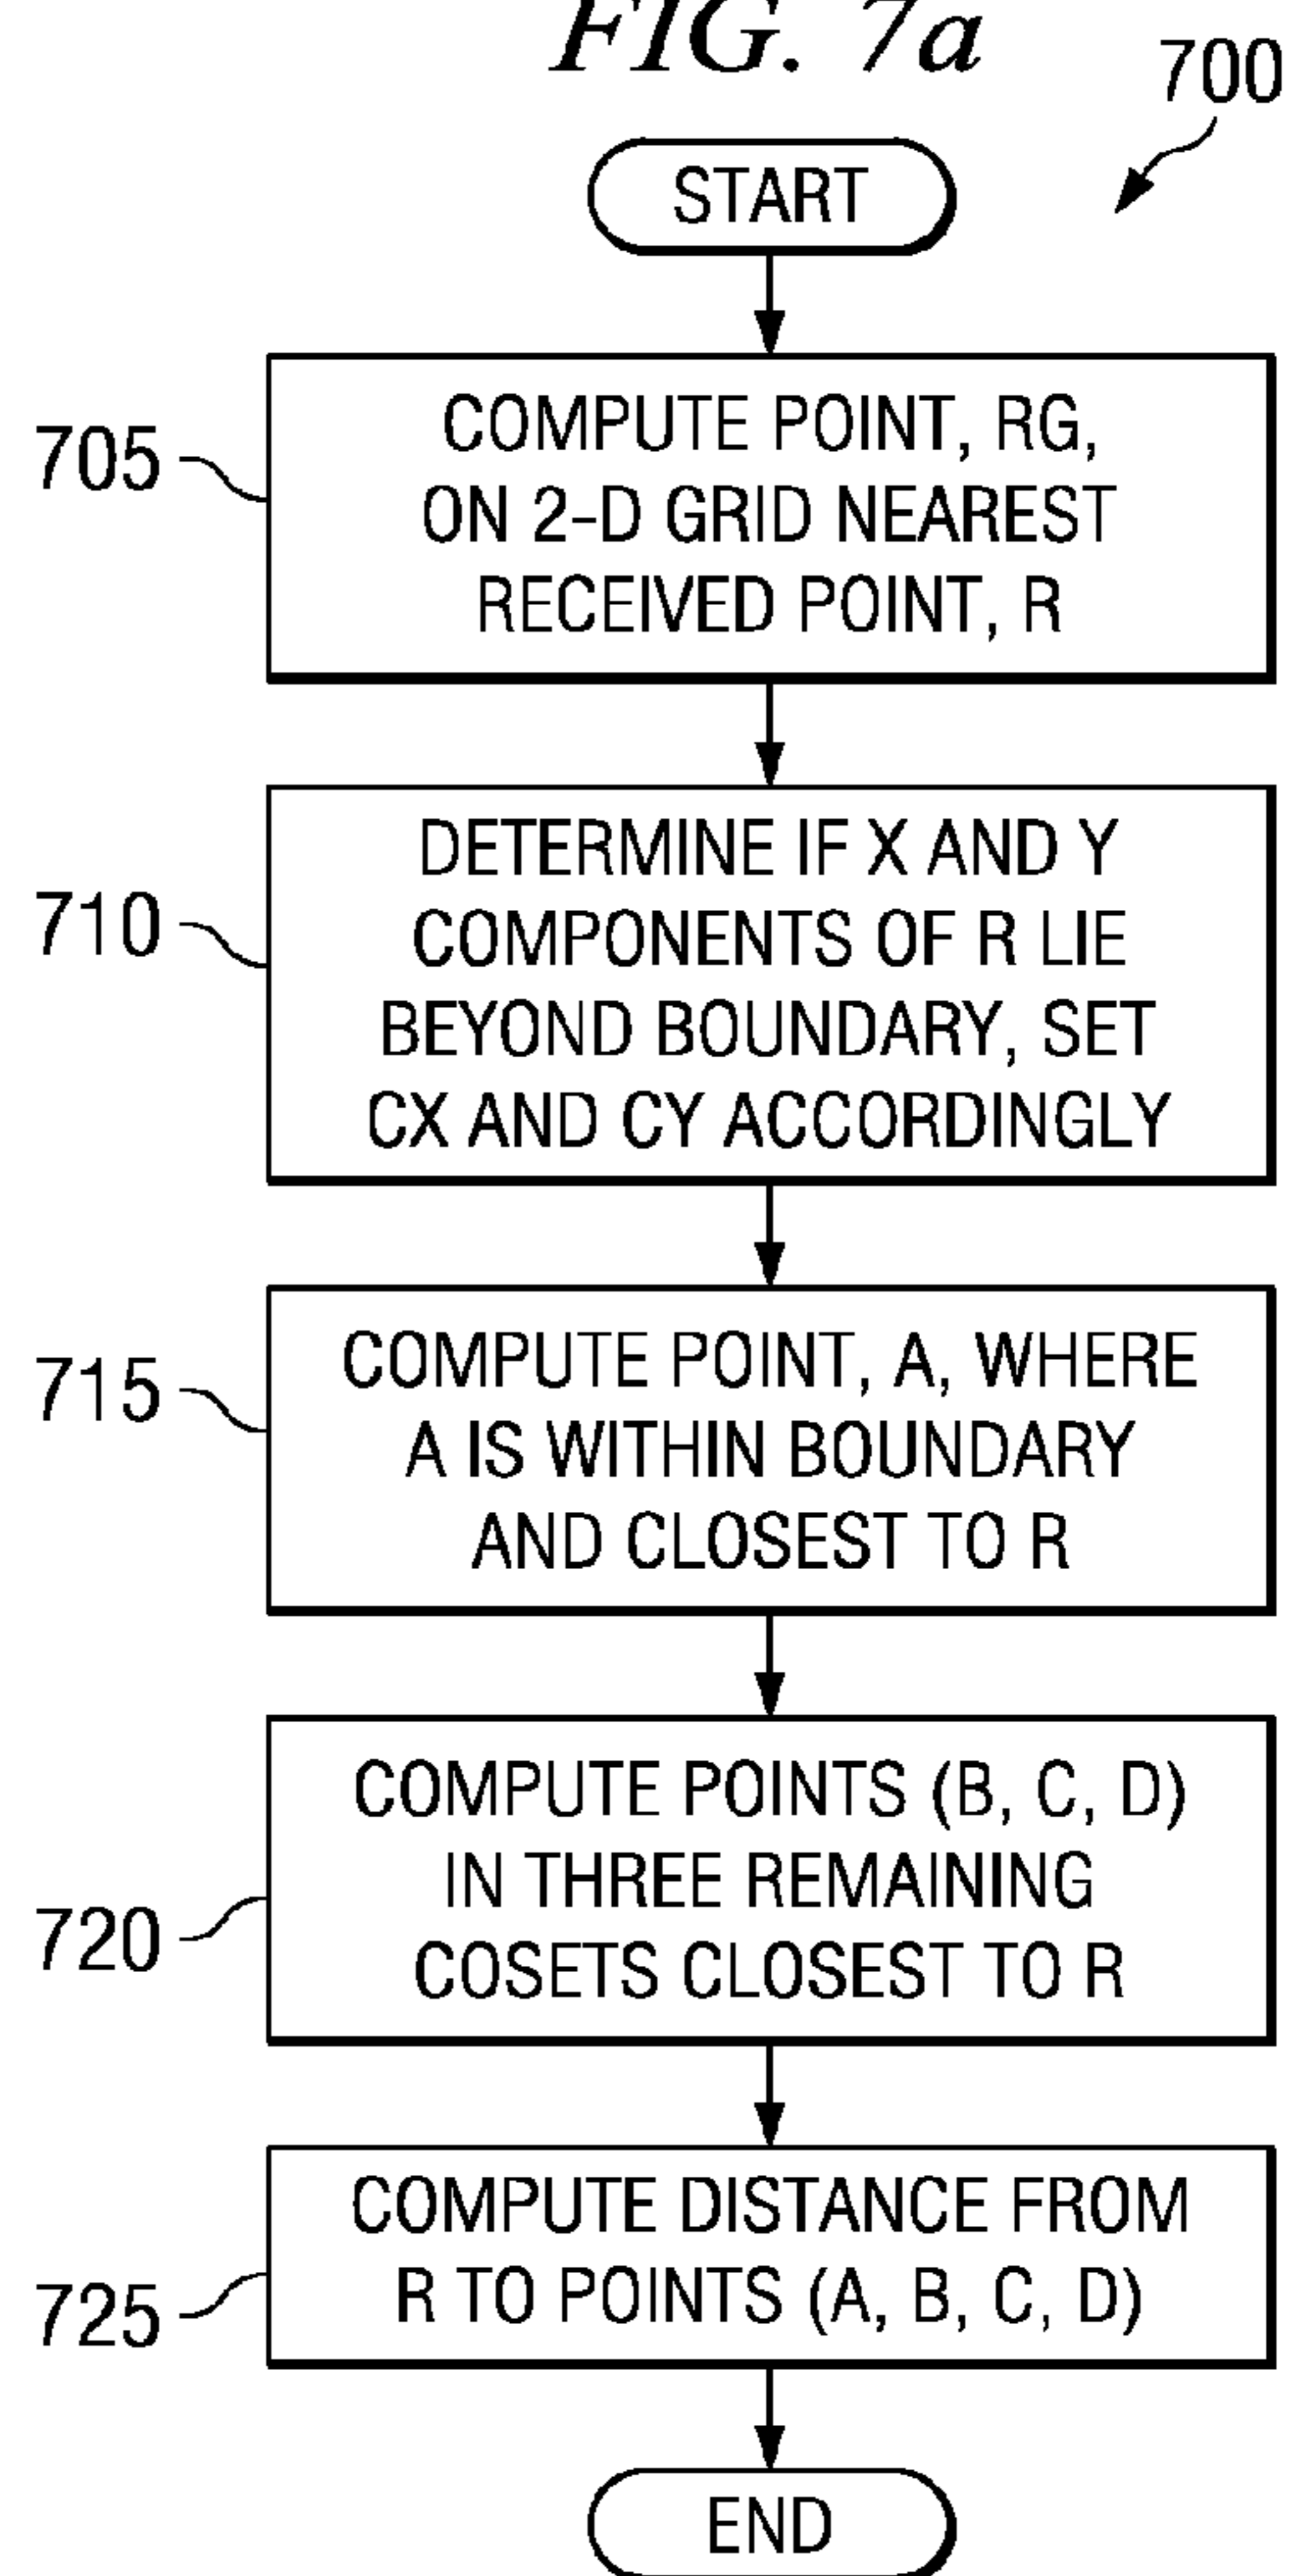 FIG. 7a
700
START
705
COMPUTE POINT, RG,
ON 2-D GRID NEAREST
RECEIVED POINT, R
710
DETERMINE IF X AND Y
COMPONENTS OF R LIE
BEYOND BOUNDARY, SET
CX AND CY ACCORDINGLY
715
COMPUTE POINT, A, WHERE
A IS WITHIN BOUNDARY
AND CLOSEST TO R
720
COMPUTE POINTS (B, C, D)
IN THREE REMAINING
COSETS CLOSEST TO R
725
COMPUTE DISTANCE FROM
R TO POINTS (A, B, C, D)
END